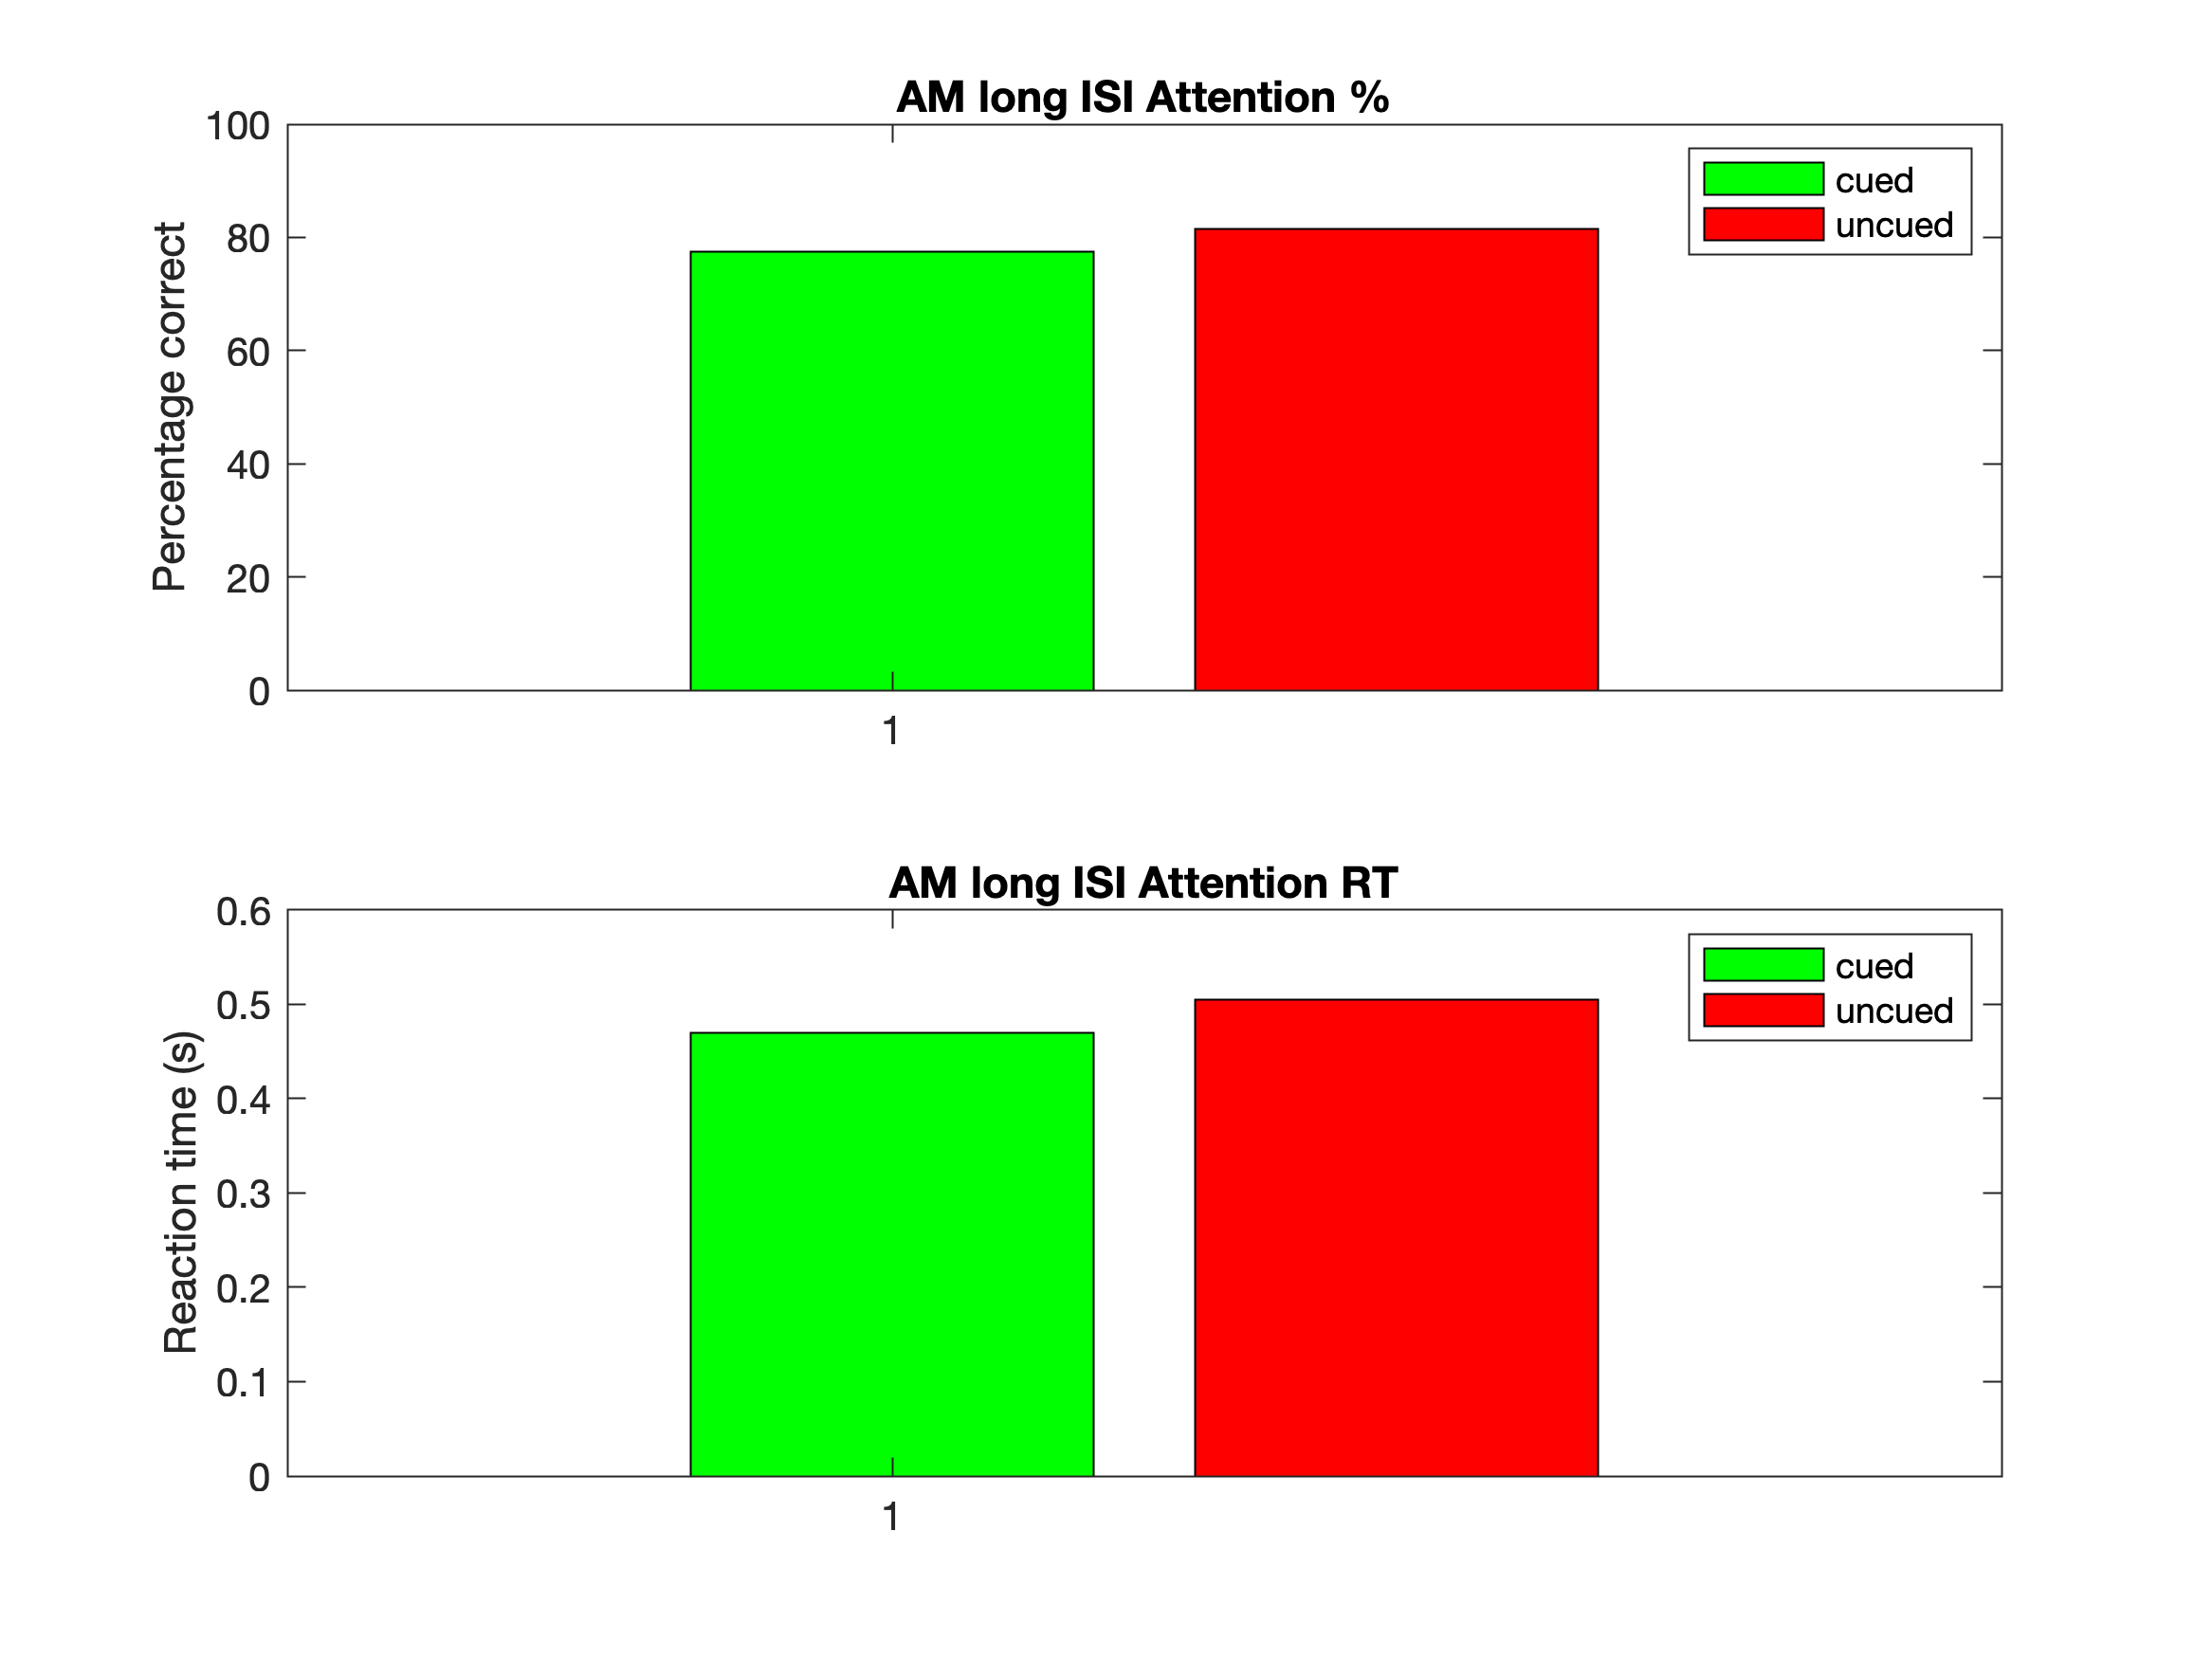 AM long ISI Attention %
Percentage correct
100
80
60
40
20
0
1
cued
uncued
AM long ISI Attention RT
Reaction time (s)
0.6
0.5
0.4
0.3
0.2
0.1
0
1
cued
uncued